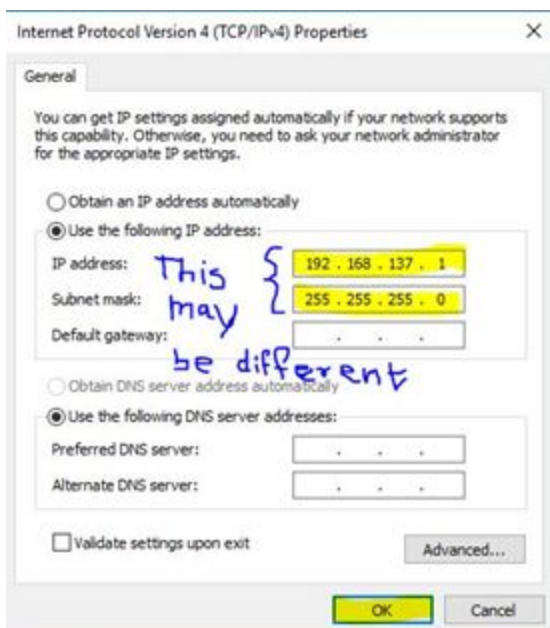 Internet Protocol Version 4 (TCP/IPv4) Properties
General
You can get IP settings assigned automatically if your network supports
this capability. Otherwise, you need to ask your network administrator
for the appropriate IP settings.
Obtain an IP address automatically
Use the following IP address:
IP address: This 192 . 168 . 137 . 1
Subnet mask: may 255 . 255 . 255 . 0
Default gateway: . . .
be different
Obtain DNS server address automatically
Use the following DNS server addresses:
Preferred DNS server: . . .
Alternate DNS server: . . .
Validate settings upon exit
Advanced...
OK Cancel